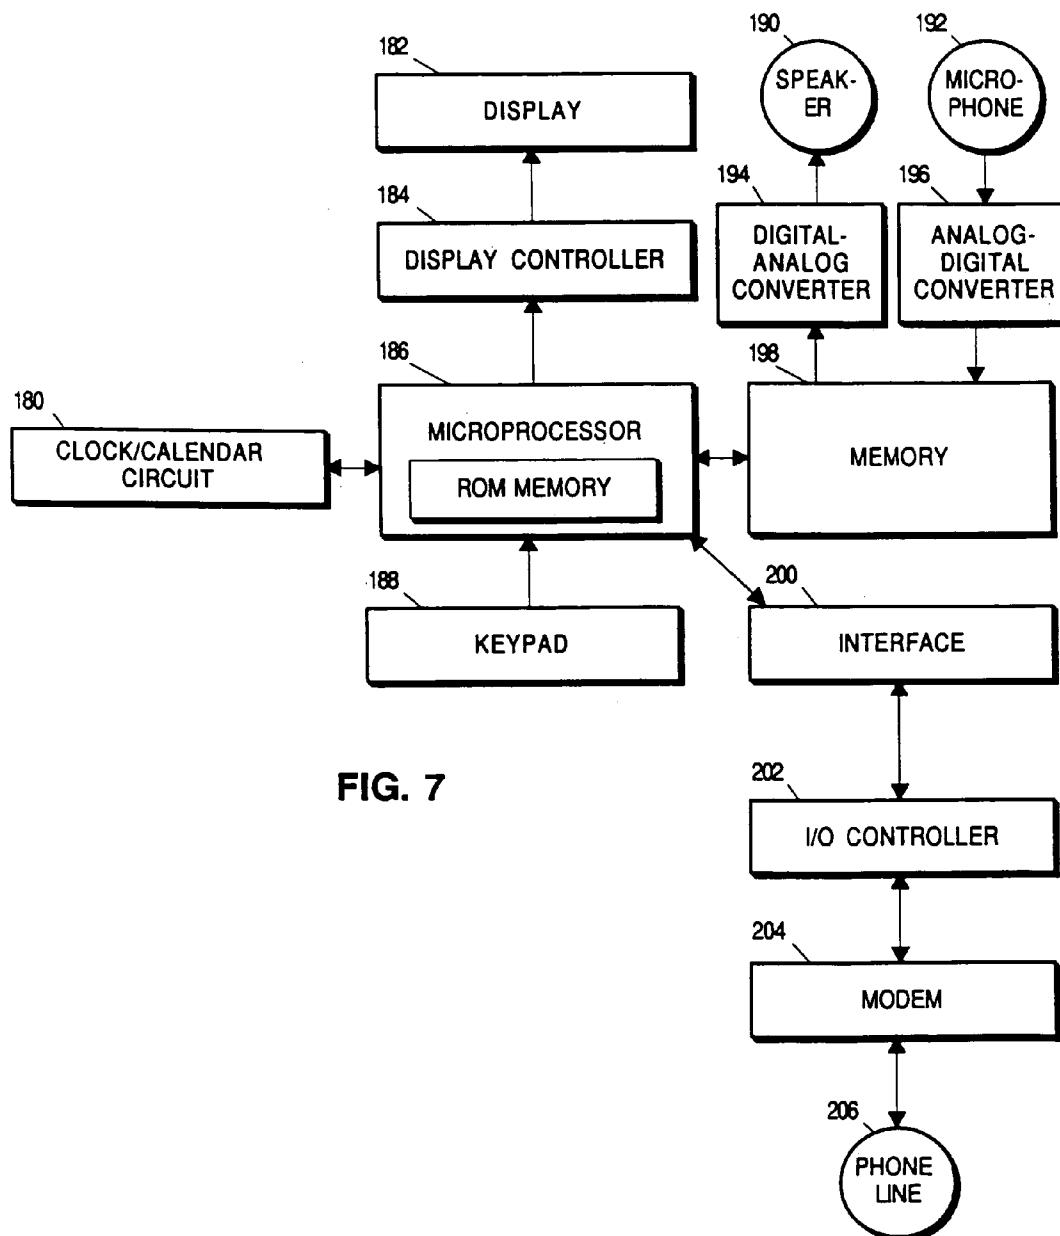 190
192
182
SPEAK-
ER
MICRO-
PHONE
DISPLAY
194
196
184
DIGITAL-
ANALOG
CONVERTER
ANALOG-
DIGITAL
CONVERTER
DISPLAY CONTROLLER
186
198
180
CLOCK/CALENDAR
CIRCUIT
MICROPROCESSOR
ROM MEMORY
MEMORY
188
200
KEYPAD
INTERFACE
FIG. 7
202
I/O CONTROLLER
204
MODEM
206
PHONE
LINE